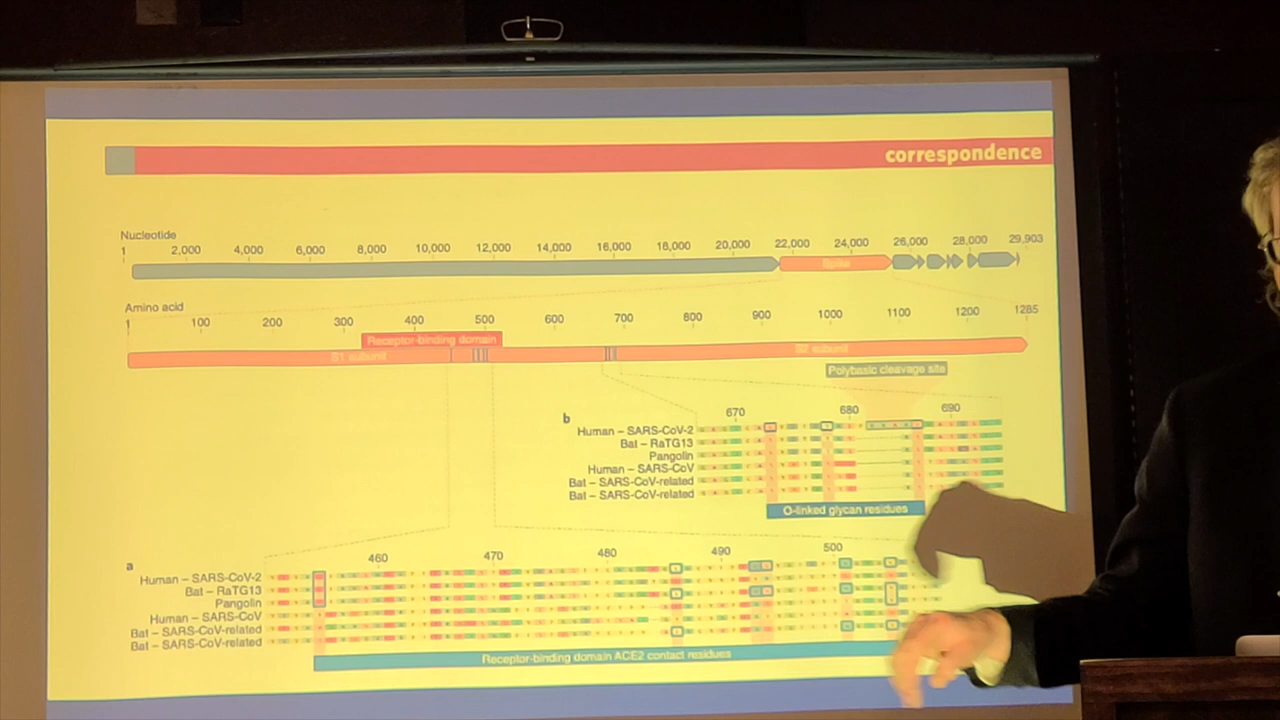 correspondence
Nucleotide
1 2,000 4,000 6,000 8,000 10,000 12,000 14,000 16,000 18,000 20,000 22,000 24,000 26,000 28,000 29,903
Spike
Amino acid
1 100 200 300 400 500 600 700 800 900 1000 1100 1200 1285
Receptor-binding domain
S1 subunit S2 subunit
Polybasic cleavage site
b
670 680 690
Human – SARS-CoV-2
Bat – RaTG13
Pangolin
Human – SARS-CoV
Bat – SARS-CoV-related
Bat – SARS-CoV-related
O-linked glycan residues
a
460 470 480 490 500
Human – SARS-CoV-2
Bat – RaTG13
Pangolin
Human – SARS-CoV
Bat – SARS-CoV-related
Bat – SARS-CoV-related
Receptor-binding domain ACE2 contact residues